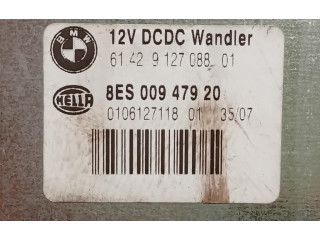 BMW
12V DCDC Wandler
61 42 9 127 088 01
HELLA
8ES 009 479 20
0106127118 01 35/07